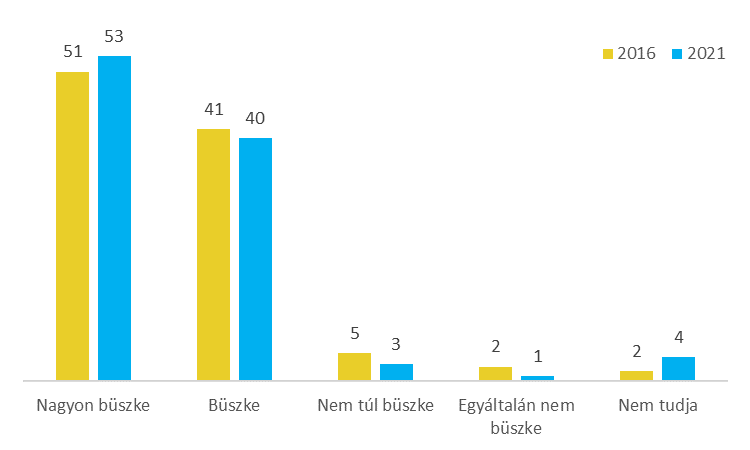 51
53
2016
2021
41
40
5
3
2
1
2
4
Nagyon büszke
Büszke
Nem túl büszke
Egyáltalán nem
büszke
Nem tudja